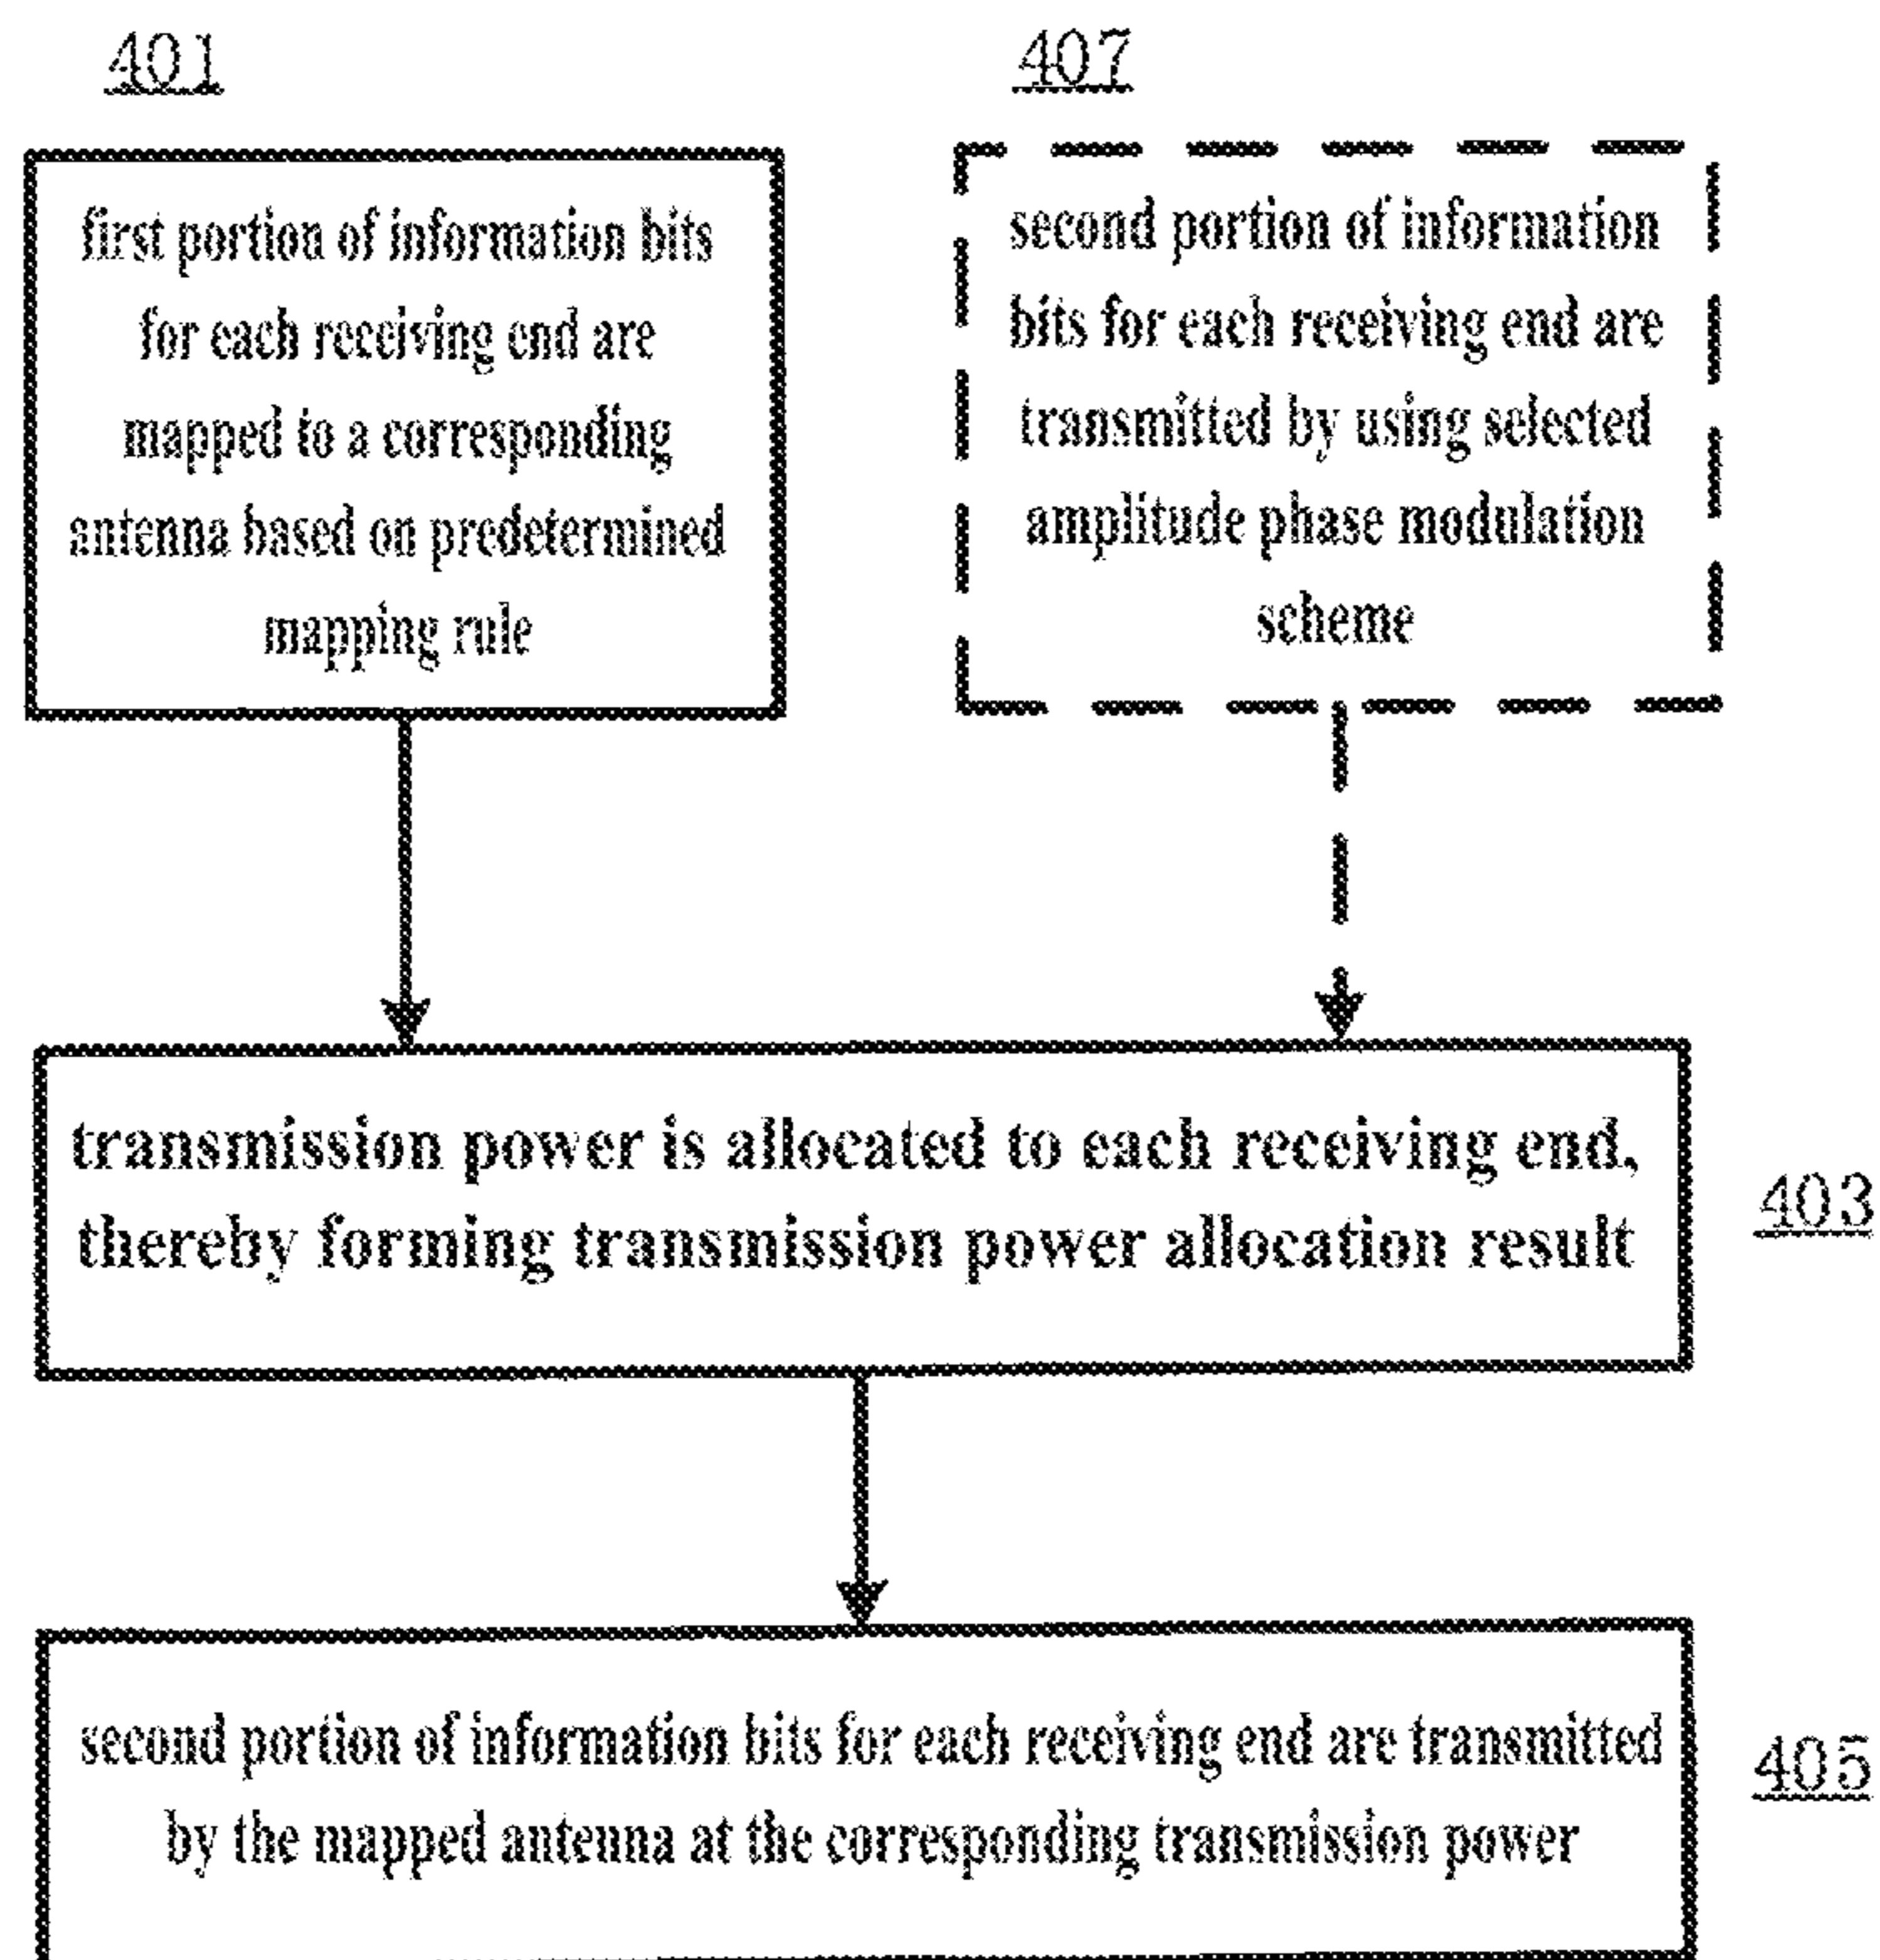 401
first portion of information bits
for each receiving end are
mapped to a corresponding
antenna based on predetermined
mapping rule
407
second portion of information
bits for each receiving end are
transmitted by using selected
amplitude phase modulation
scheme
transmission power is allocated to each receiving end,
thereby forming transmission power allocation result
403
second portion of information bits for each receiving end are transmitted
by the mapped antenna at the corresponding transmission power
405